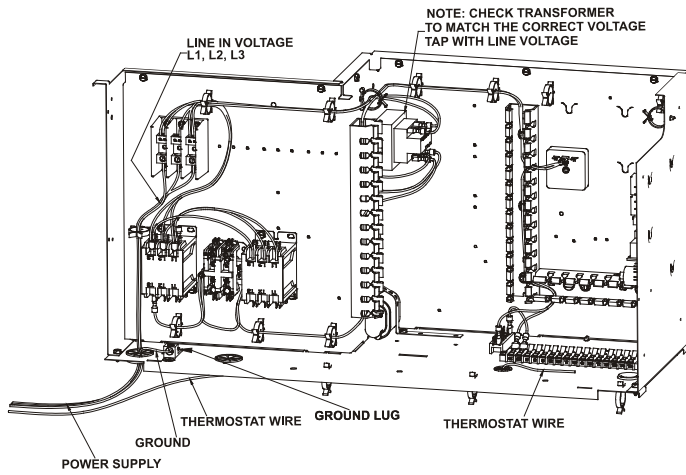 NOTE: CHECK TRANSFORMER
TO MATCH THE CORRECT VOLTAGE
TAP WITH LINE VOLTAGE
LINE IN VOLTAGE
L1, L2, L3
THERMOSTAT WIRE
GROUND LUG
THERMOSTAT WIRE
GROUND
POWER SUPPLY